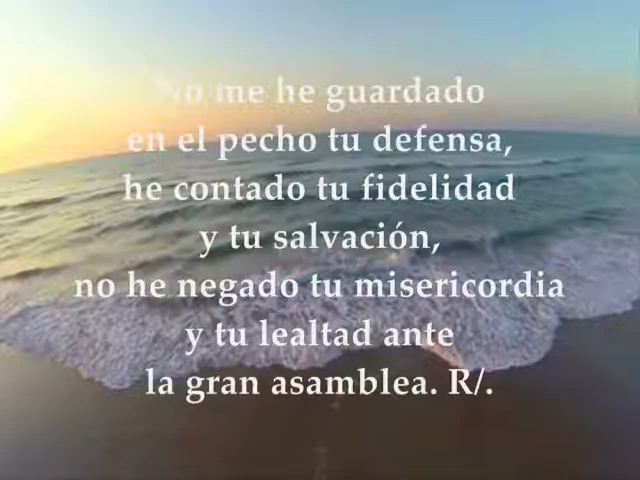 No me he guardado
en el pecho tu defensa,
he contado tu fidelidad
y tu salvación,
no he negado tu misericordia
y tu lealtad ante
la gran asamblea. R/.